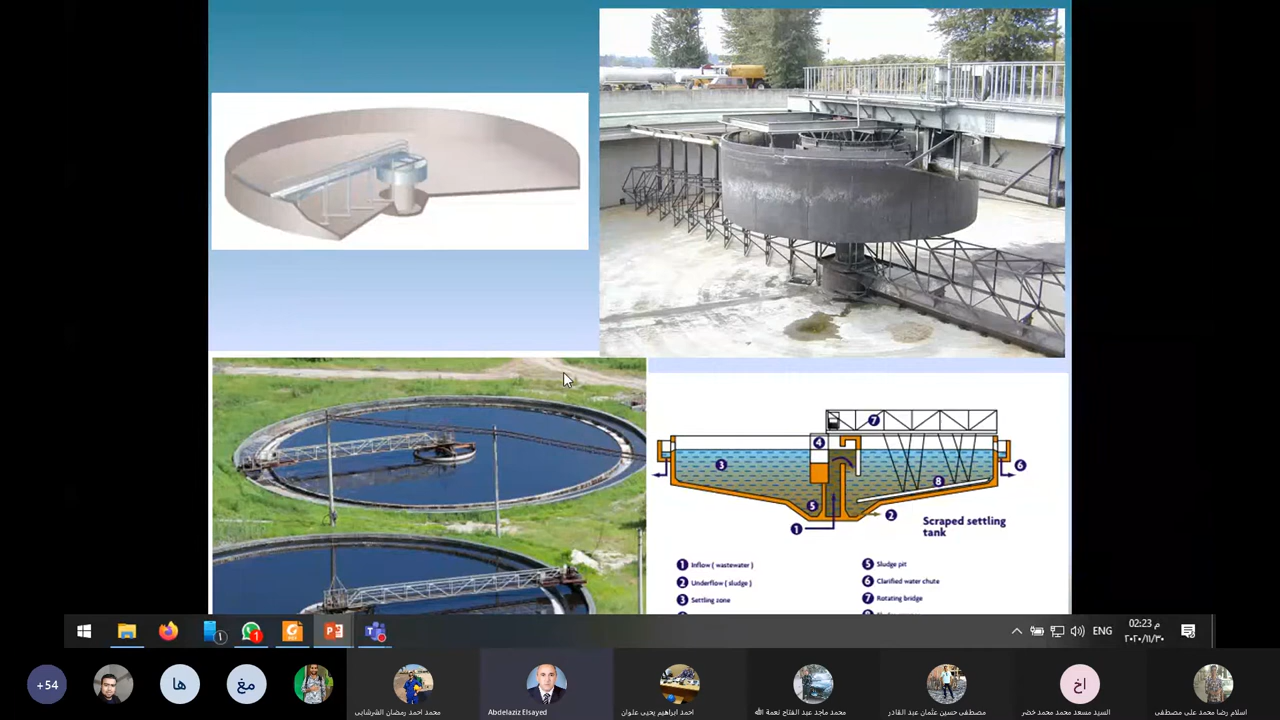 7
4
3
6
8
5
2
1
Scraped settling
tank
1 Inflow ( wastewater )
2 Underflow ( sludge )
3 Settling zone
5 Sludge pit
6 Clarified water chute
7 Rotating bridge
ENG
02:23 م
٢٠٢٠/١١/٣٠
+54
ها
مغ
اخ
محمد احمد رمضان الشرشابى
Abdelaziz Elsayed
احمد ابراهيم يحيى علوان
محمد ماجد عبد الفتاح نعمة الله
مصطفى حسين عثمان عبد القادر
السيد مسعد محمد محمد خضر
اسلام رضا محمد على مصطفى